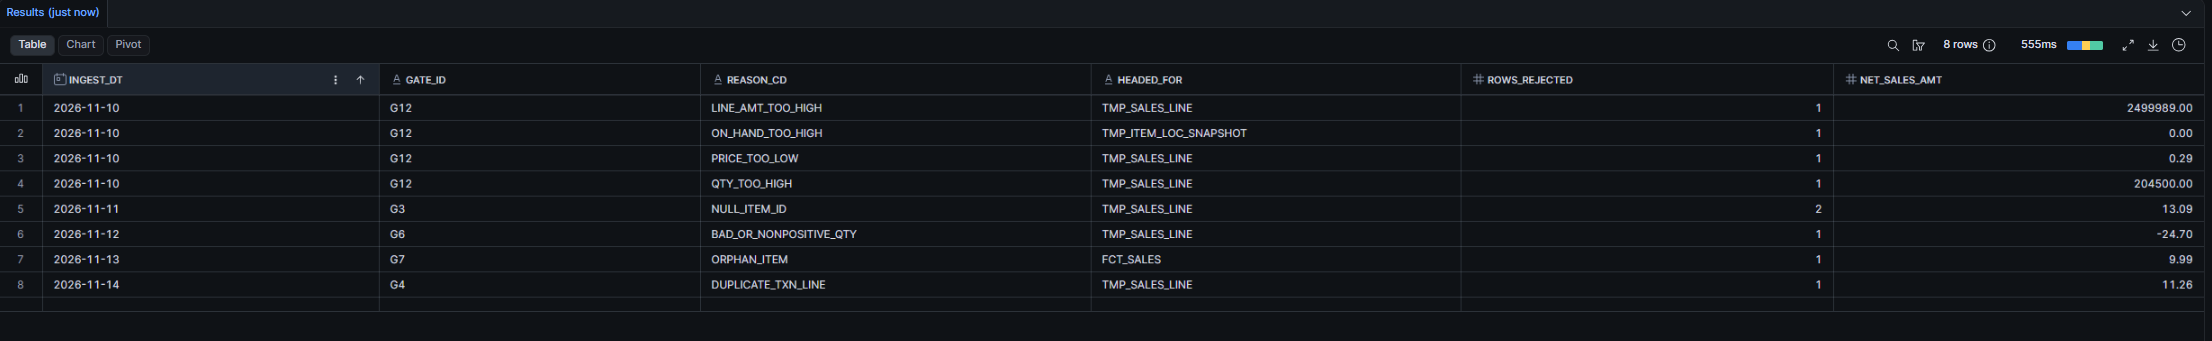 Results (just now)
Table Chart Pivot 8 rows 555ms
INGEST_DT GATE_ID REASON_CD HEADED_FOR ROWS_REJECTED NET_SALES_AMT
1 2026-11-10 G12 LINE_AMT_TOO_HIGH TMP_SALES_LINE 1 2499989.00
2 2026-11-10 G12 ON_HAND_TOO_HIGH TMP_ITEM_LOC_SNAPSHOT 1 0.00
3 2026-11-10 G12 PRICE_TOO_LOW TMP_SALES_LINE 1 0.29
4 2026-11-10 G12 QTY_TOO_HIGH TMP_SALES_LINE 1 204500.00
5 2026-11-11 G3 NULL_ITEM_ID TMP_SALES_LINE 2 13.09
6 2026-11-12 G6 BAD_OR_NONPOSITIVE_QTY TMP_SALES_LINE 1 -24.70
7 2026-11-13 G7 ORPHAN_ITEM FCT_SALES 1 9.99
8 2026-11-14 G4 DUPLICATE_TXN_LINE TMP_SALES_LINE 1 11.26